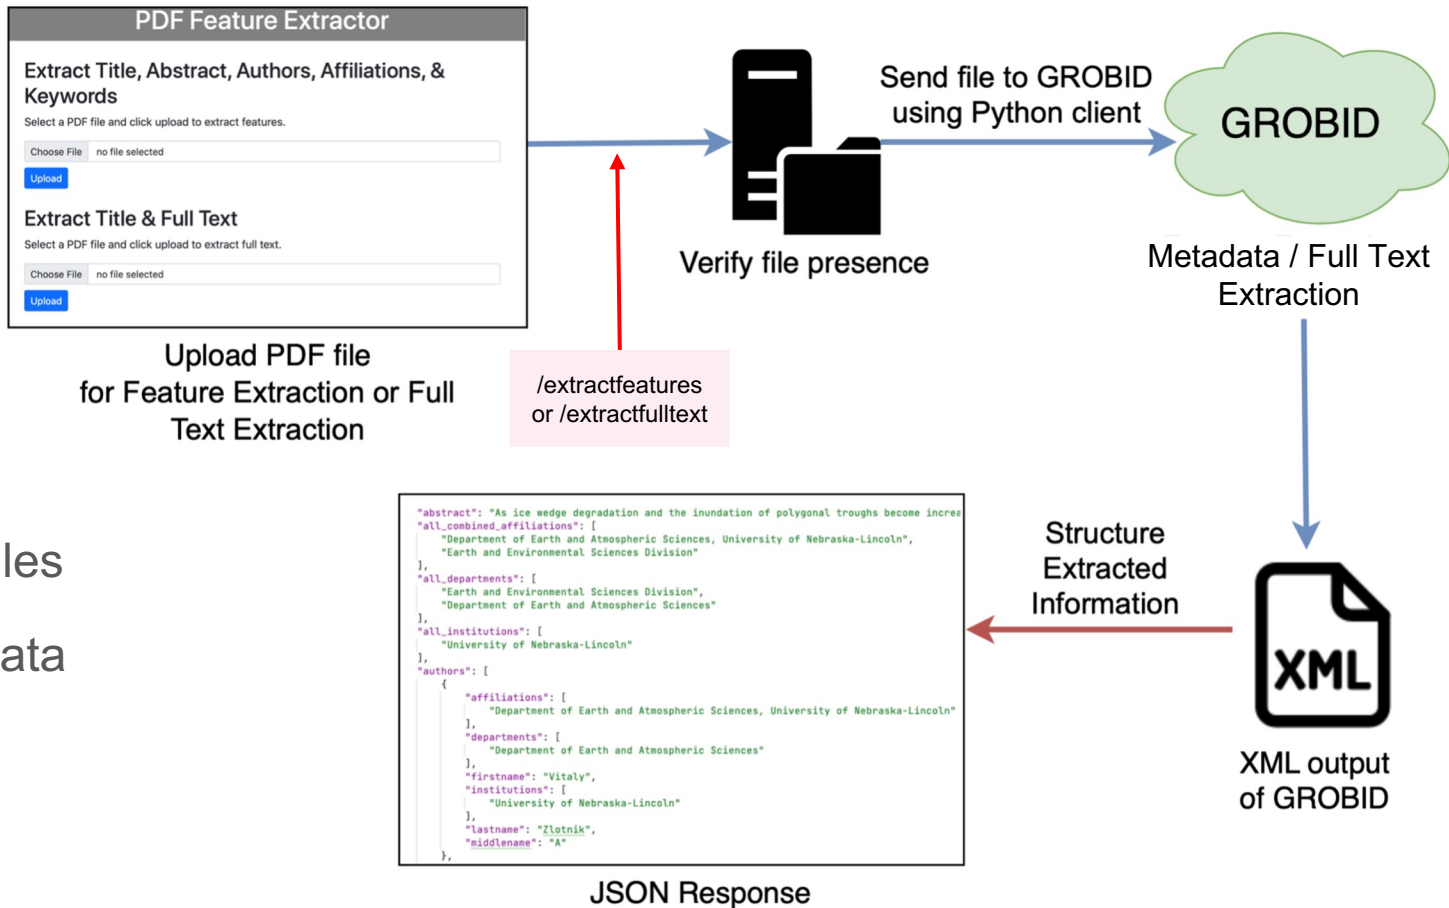 PDF Feature Extractor
Extract Title, Abstract, Authors, Affiliations, &
Keywords
Select a PDF file and click upload to extract features.
Choose File no file selected
Upload
Extract Title & Full Text
Select a PDF file and click upload to extract full text.
Choose File no file selected
Upload
Upload PDF file
for Feature Extraction or Full
Text Extraction
/extractfeatures
or /extractfulltext
Verify file presence
Send file to GROBID
using Python client
GROBID
Metadata / Full Text
Extraction
XML
XML output
of GROBID
Structure
Extracted
Information
"abstract": "As ice wedge degradation and the inundation of polygonal troughs become increa
"all_combined_affiliations": [
"Department of Earth and Atmospheric Sciences, University of Nebraska-Lincoln",
"Earth and Environmental Sciences Division"
],
"all_departments": [
"Earth and Environmental Sciences Division",
"Department of Earth and Atmospheric Sciences"
],
"all_institutions": [
"University of Nebraska-Lincoln"
],
"authors": [
{
"affiliations": [
"Department of Earth and Atmospheric Sciences, University of Nebraska-Lincoln"
],
"departments": [
"Department of Earth and Atmospheric Sciences"
],
"firstname": "Vitaly",
"institutions": [
"University of Nebraska-Lincoln"
],
"lastname": "Zlotnik",
"middlename": "A"
},
JSON Response
les
ata